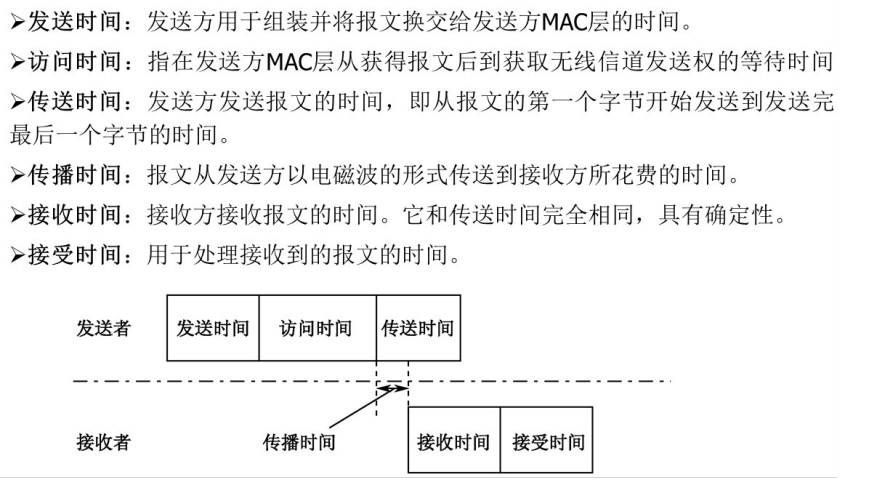 ➢发送时间：发送方用于组装并将报文换交给发送方MAC层的时间。
➢访问时间：指在发送方MAC层从获得报文后到获取无线信道发送权的等待时间
➢传送时间：发送方发送报文的时间，即从报文的第一个字节开始发送到发送完
最后一个字节的时间。
➢传播时间：报文从发送方以电磁波的形式传送到接收方所花费的时间。
➢接收时间：接收方接收报文的时间。它和传送时间完全相同，具有确定性。
➢接受时间：用于处理接收到的报文的时间。
发送者 发送时间 访问时间 传送时间
接收者 传播时间 接收时间 接受时间